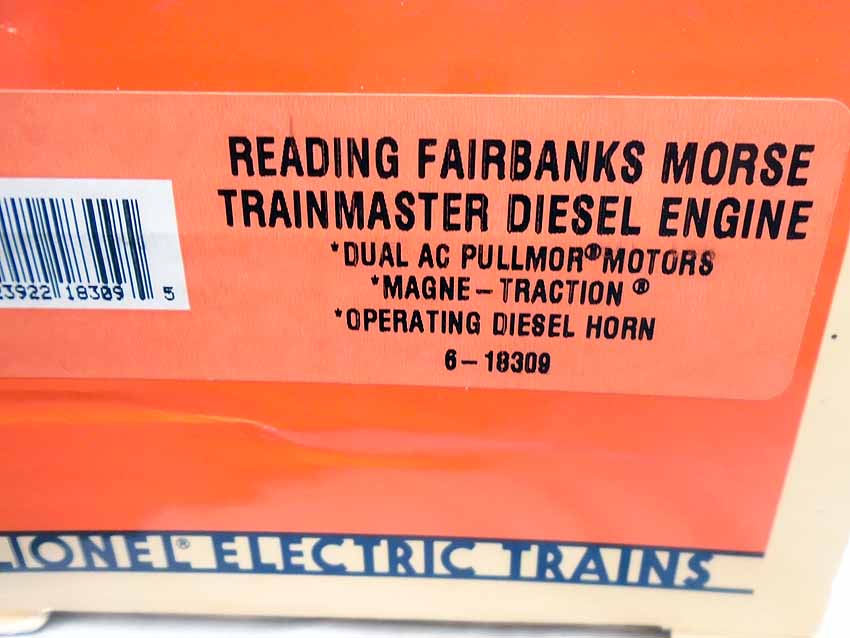 READING FAIRBANKS MORSE
TRAINMASTER DIESEL ENGINE
*DUAL AC PULLMOR® MOTORS
*MAGNE-TRACTION ®
*OPERATING DIESEL HORN
6-18309
23922 18309 5
LIONEL® ELECTRIC TRAINS